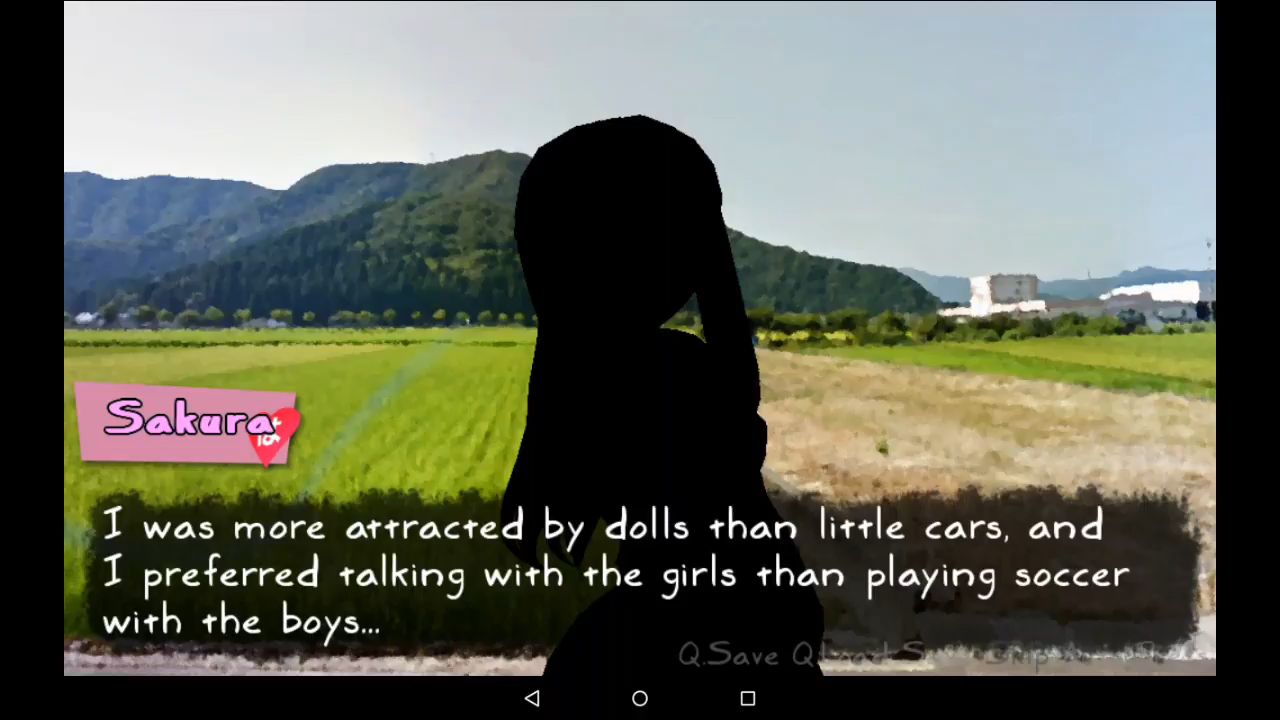 Sakura
I was more attracted by dolls than little cars, and
I preferred talking with the girls than playing soccer
with the boys...
Q.Save